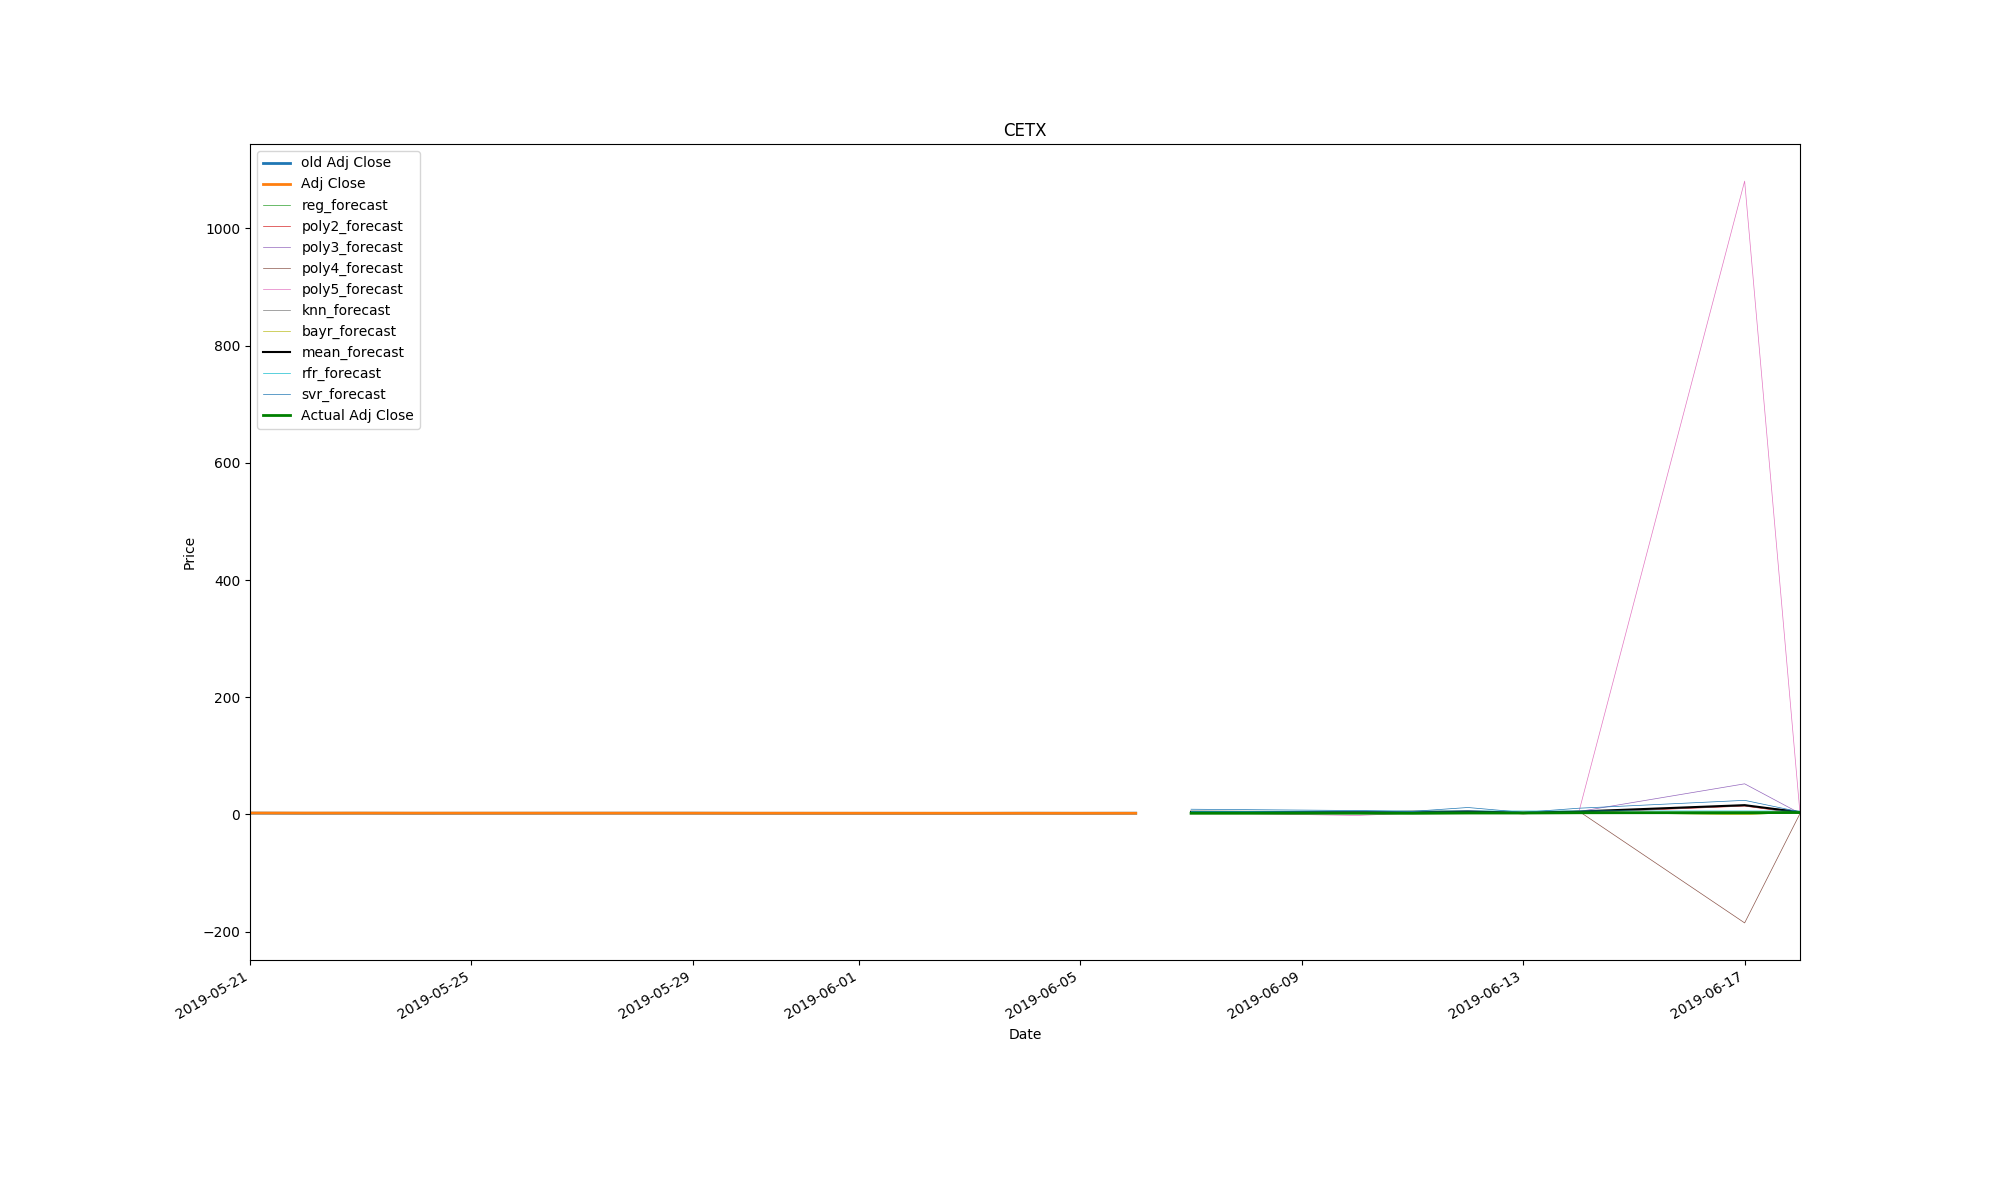 CETX
old Adj Close
Adj Close
reg_forecast
poly2_forecast
poly3_forecast
poly4_forecast
poly5_forecast
knn_forecast
bayr_forecast
mean_forecast
rfr_forecast
svr_forecast
Actual Adj Close
1000
800
600
400
200
0
−200
Price
2019-05-21
2019-05-25
2019-05-29
2019-06-01
2019-06-05
2019-06-09
2019-06-13
2019-06-17
Date